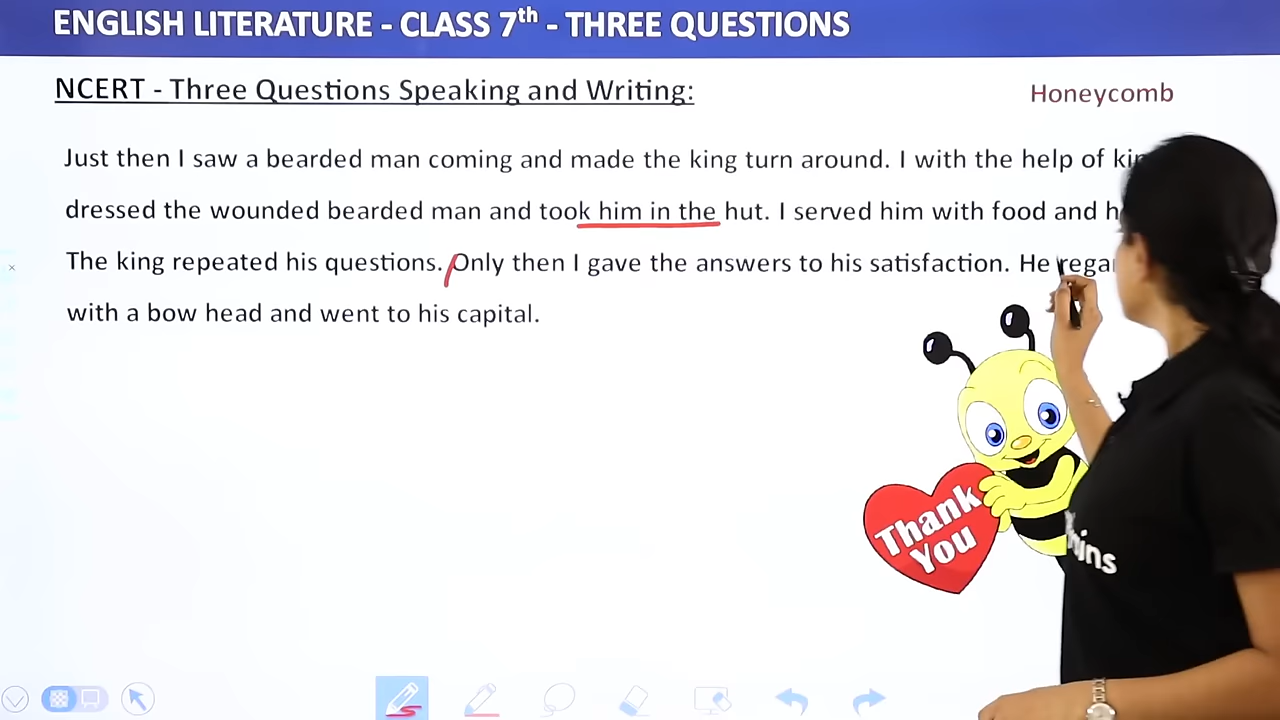 ENGLISH LITERATURE - CLASS 7th - THREE QUESTIONS
NCERT - Three Questions Speaking and Writing:
Honeycomb
Just then I saw a bearded man coming and made the king turn around. I with the help of
dressed the wounded bearded man and took him in the hut. I served him with food and
The king repeated his questions. Only then I gave the answers to his satisfaction. He
with a bow head and went to his capital.
Thank
You